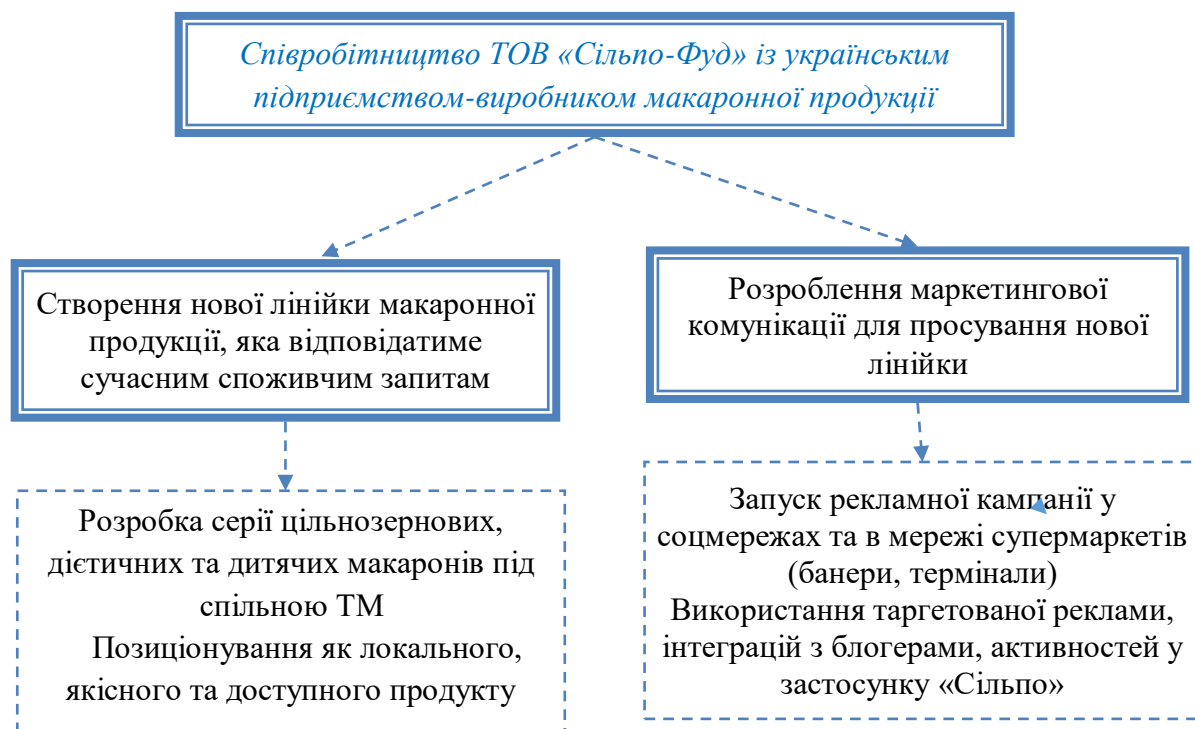 Співробітництво ТОВ «Сільпо-Фуд» із українським
підприємством-виробником макаронної продукції
Створення нової лінійки макаронної
продукції, яка відповідатиме
сучасним споживчим запитам
Розроблення маркетингової
комунікації для просування нової
лінійки
Розробка серії цільнозернових,
дієтичних та дитячих макаронів під
спільною ТМ
Позиціонування як локального,
якісного та доступного продукту
Запуск рекламної кампанії у
соцмережах та в мережі супермаркетів
(банери, термінали)
Використання таргетованої реклами,
інтеграцій з блогерами, активностей у
застосунку «Сільпо»